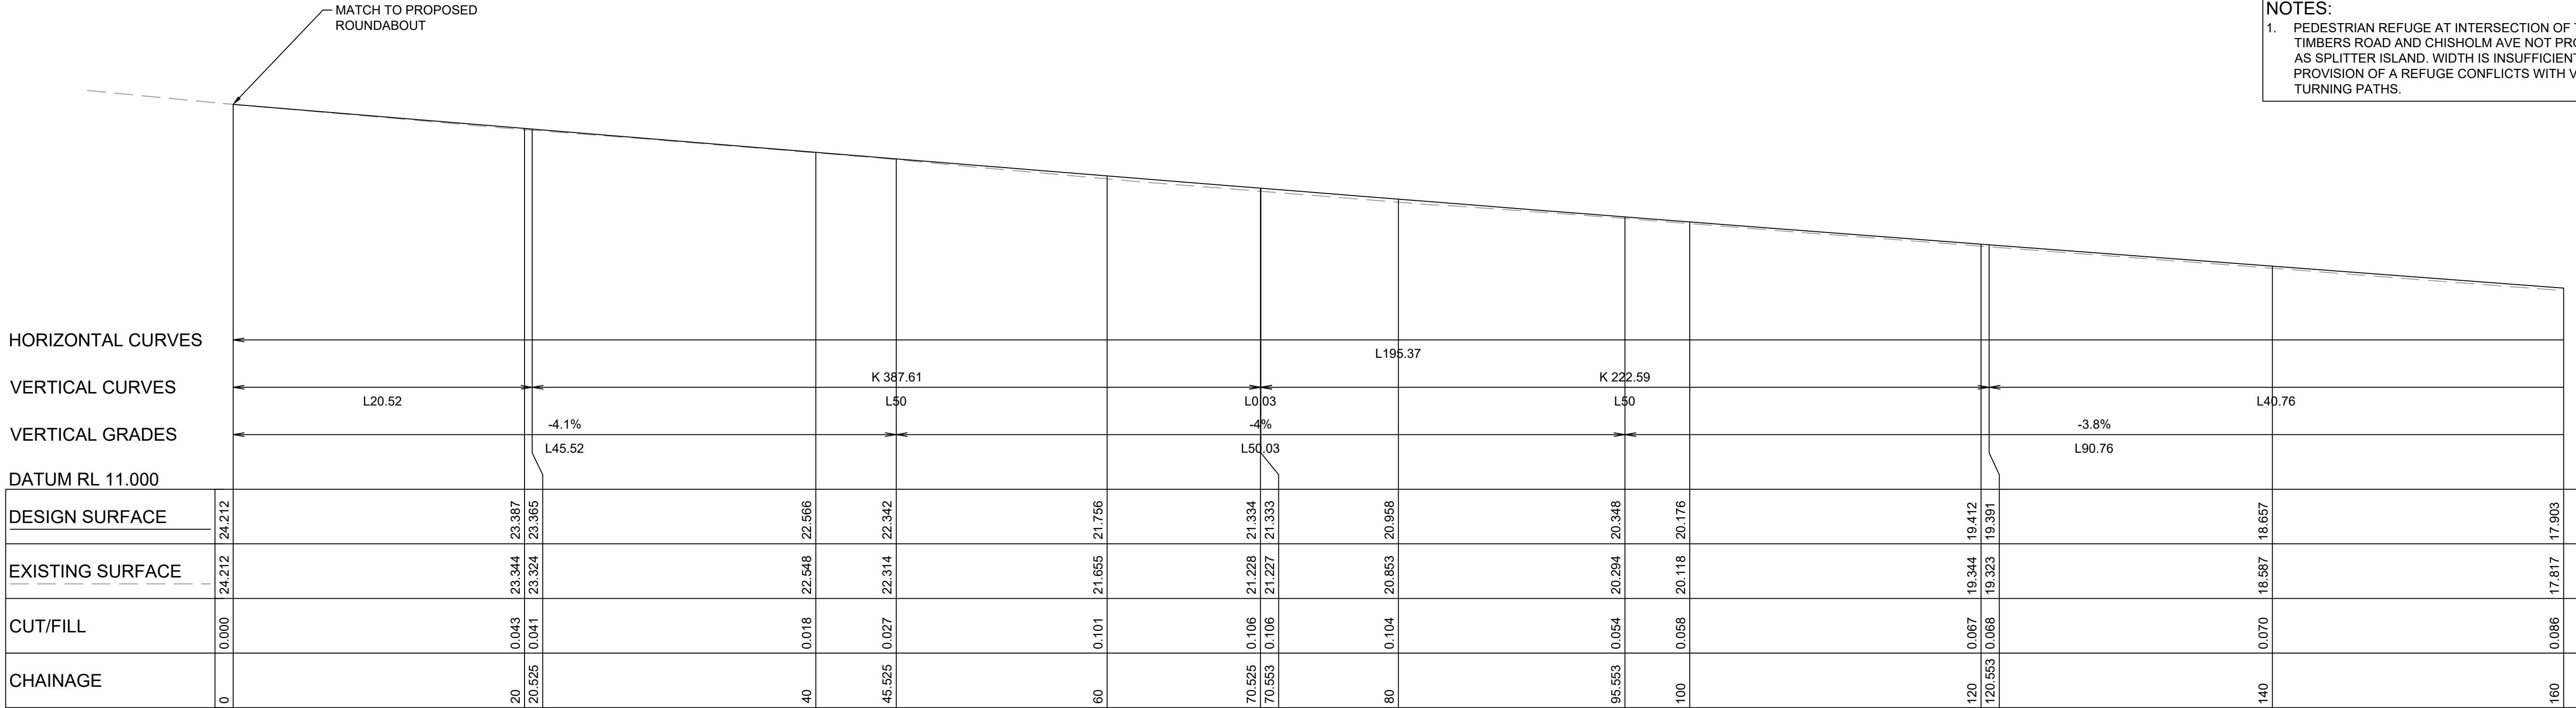 MATCH TO PROPOSED
ROUNDABOUT
NOTES:
1. PEDESTRIAN REFUGE AT INTERSECTION OF
TIMBERS ROAD AND CHISHOLM AVE NOT
AS SPLITTER ISLAND. WIDTH IS INSUFFICIENT
PROVISION OF A REFUGE CONFLICTS WITH
TURNING PATHS.
HORIZONTAL CURVES
L195.37
VERTICAL CURVES
K 387.61 K 222.59
L20.52 L50 L0.03 L50 L40.76
VERTICAL GRADES
-4.1% -4% -3.8%
L45.52 L50.03 L90.76
DATUM RL 11.000
DESIGN SURFACE 24.212 23.387 23.365 22.566 22.342 21.756 21.334 21.333 20.958 20.348 20.176 19.412 19.391 18.657 17.903
EXISTING SURFACE 24.212 23.344 23.324 22.548 22.314 21.655 21.228 21.227 20.853 20.294 20.118 19.344 19.323 18.587 17.817
CUT/FILL 0.000 0.043 0.041 0.018 0.027 0.101 0.106 0.106 0.104 0.054 0.058 0.067 0.068 0.070 0.086
CHAINAGE 0 20 20.525 40 45.525 60 70.525 70.553 80 95.553 100 120 120.553 140 160